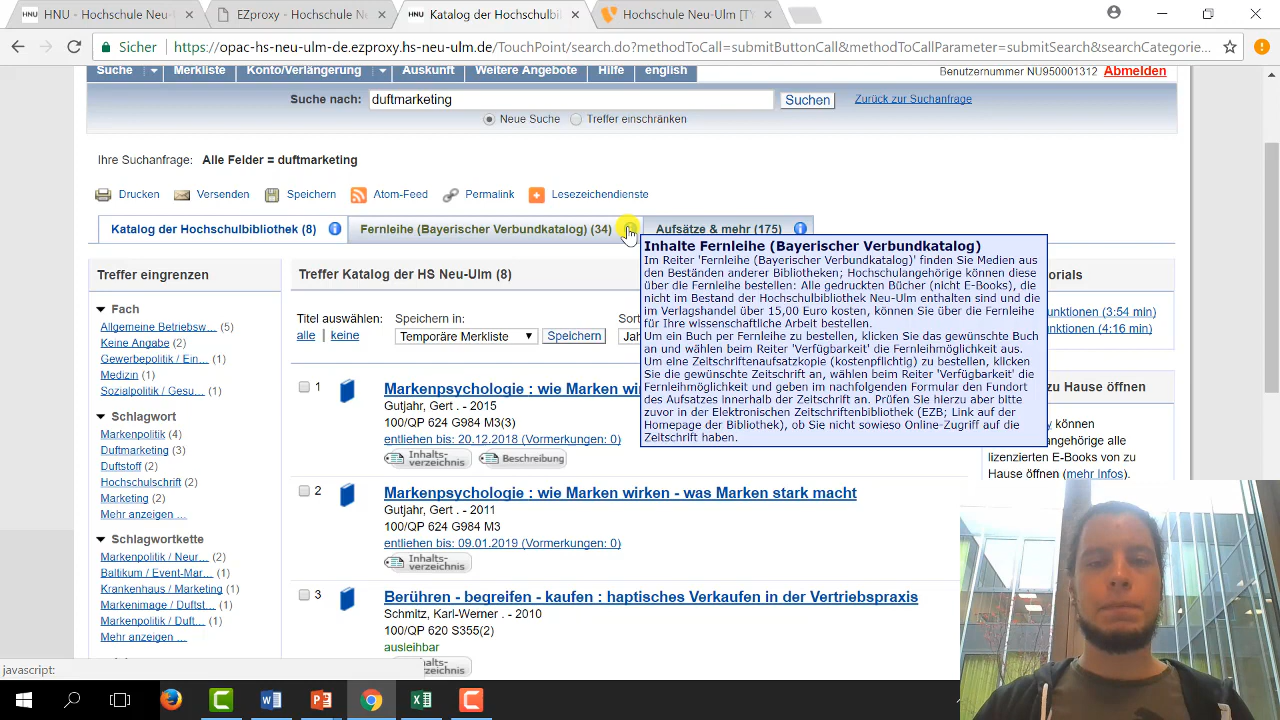 HNU - Hochschule Neu-Ulm
EZproxy - Hochschule Ne
Katalog der Hochschulbi
Hochschule Neu-Ulm [TY
Sicher
https://opac-hs-neu-ulm-de.ezproxy.hs-neu-ulm.de/TouchPoint/search.do?methodToCall=submitButtonCall&methodToCallParameter=submitSearch&searchCategorie...
Suche Merkliste Konto/Verlängerung Auskunft Weitere Angebote Hilfe english
Benutzernummer NU950001312 Abmelden
Suche nach: duftmarketing Suchen Zurück zur Suchanfrage
Neue Suche Treffer einschränken
Ihre Suchanfrage: Alle Felder = duftmarketing
Drucken Versenden Speichern Atom-Feed Permalink Lesezeichendienste
Katalog der Hochschulbibliothek (8) Fernleihe (Bayerischer Verbundkatalog) (34) Aufsätze & mehr (175)
Inhalte Fernleihe (Bayerischer Verbundkatalog)
Im Reiter 'Fernleihe (Bayerischer Verbundkatalog)' finden Sie Medien aus
den Beständen anderer Bibliotheken; Hochschulangehörige können diese
über die Fernleihe bestellen: Alle gedruckten Bücher (nicht E-Books), die
nicht im Bestand der Hochschulbibliothek Neu-Ulm enthalten sind und die
im Verlagshandel über 15,00 Euro kosten, können Sie über die Fernleihe
für Ihre wissenschaftliche Arbeit bestellen.
Um ein Buch per Fernleihe zu bestellen, klicken Sie das gewünschte Buch
an und wählen beim Reiter 'Verfügbarkeit' die Fernleihmöglichkeit aus.
Um eine Zeitschriftenaufsatzkopie (kostenpflichtig) zu bestellen, klicken
Sie die gewünschte Zeitschrift an, wählen beim Reiter 'Verfügbarkeit' die
Fernleihmöglichkeit und geben im nachfolgenden Formular den Fundort
des Aufsatzes innerhalb der Zeitschrift an. Prüfen Sie hierzu aber bitte
zuvor in der Elektronischen Zeitschriftenbibliothek (EZB; Link auf der
Homepage der Bibliothek), ob Sie nicht sowieso Online-Zugriff auf die
Zeitschrift haben.
Treffer eingrenzen
Fach
Allgemeine Betriebsw... (5)
Keine Angabe (2)
Gewerbepolitik / Ein... (1)
Medizin (1)
Sozialpolitik / Gesu... (1)
Schlagwort
Markenpolitik (4)
Duftmarketing (3)
Duftstoff (2)
Hochschulschrift (2)
Marketing (2)
Mehr anzeigen ...
Schlagwortkette
Markenpolitik / Neur... (2)
Baltikum / Event-Mar... (1)
Krankenhaus / Marketing (1)
Markenimage / Duftst... (1)
Markenpolitik / Duft... (1)
Mehr anzeigen ...
Treffer Katalog der HS Neu-Ulm (8)
Titel auswählen: Speichern in: Sort
alle keine Temporäre Merkliste Speichern Jah
1 Markenpsychologie : wie Marken wi
Gutjahr, Gert . - 2015
100/QP 624 G984 M3(3)
entliehen bis: 20.12.2018 (Vormerkungen: 0)
Inhalts-
verzeichnis
Beschreibung
2 Markenpsychologie : wie Marken wirken - was Marken stark macht
Gutjahr, Gert . - 2011
100/QP 624 G984 M3
entliehen bis: 09.01.2019 (Vormerkungen: 0)
Inhalts-
verzeichnis
3 Berühren - begreifen - kaufen : haptisches Verkaufen in der Vertriebspraxis
Schmitz, Karl-Werner . - 2010
100/QP 620 S355(2)
ausleihbar
Inhalts-
verzeichnis
torials
unktionen (3:54 min)
nktionen (4:16 min)
zu Hause öffnen
können
angehörige alle
lizenzierten E-Books von zu
Hause öffnen (mehr Infos).
javascript: